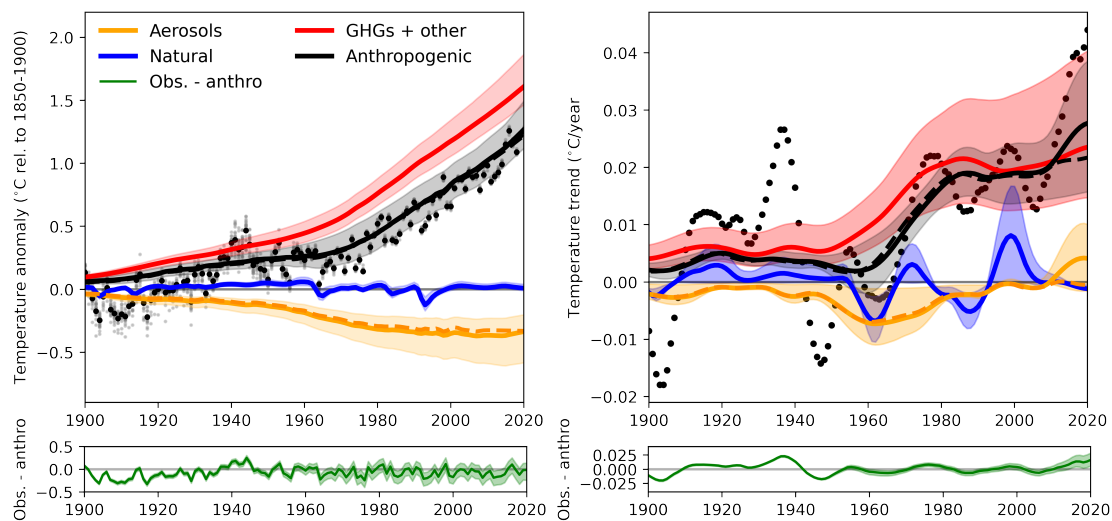 Temperature anomaly (°C rel. to 1850-1900)
2.0
1.5
1.0
0.5
0.0
−0.5
Aerosols
Natural
Obs. - anthro
GHGs + other
Anthropogenic
1900 1920 1940 1960 1980 2000 2020
Temperature trend (°C/year)
0.04
0.03
0.02
0.01
0.00
−0.01
−0.02
1900 1920 1940 1960 1980 2000 2020
Obs. - anthro
0.5
0.0
−0.5
1900 1920 1940 1960 1980 2000 2020
Obs. - anthro
0.025
0.000
−0.025
1900 1920 1940 1960 1980 2000 2020